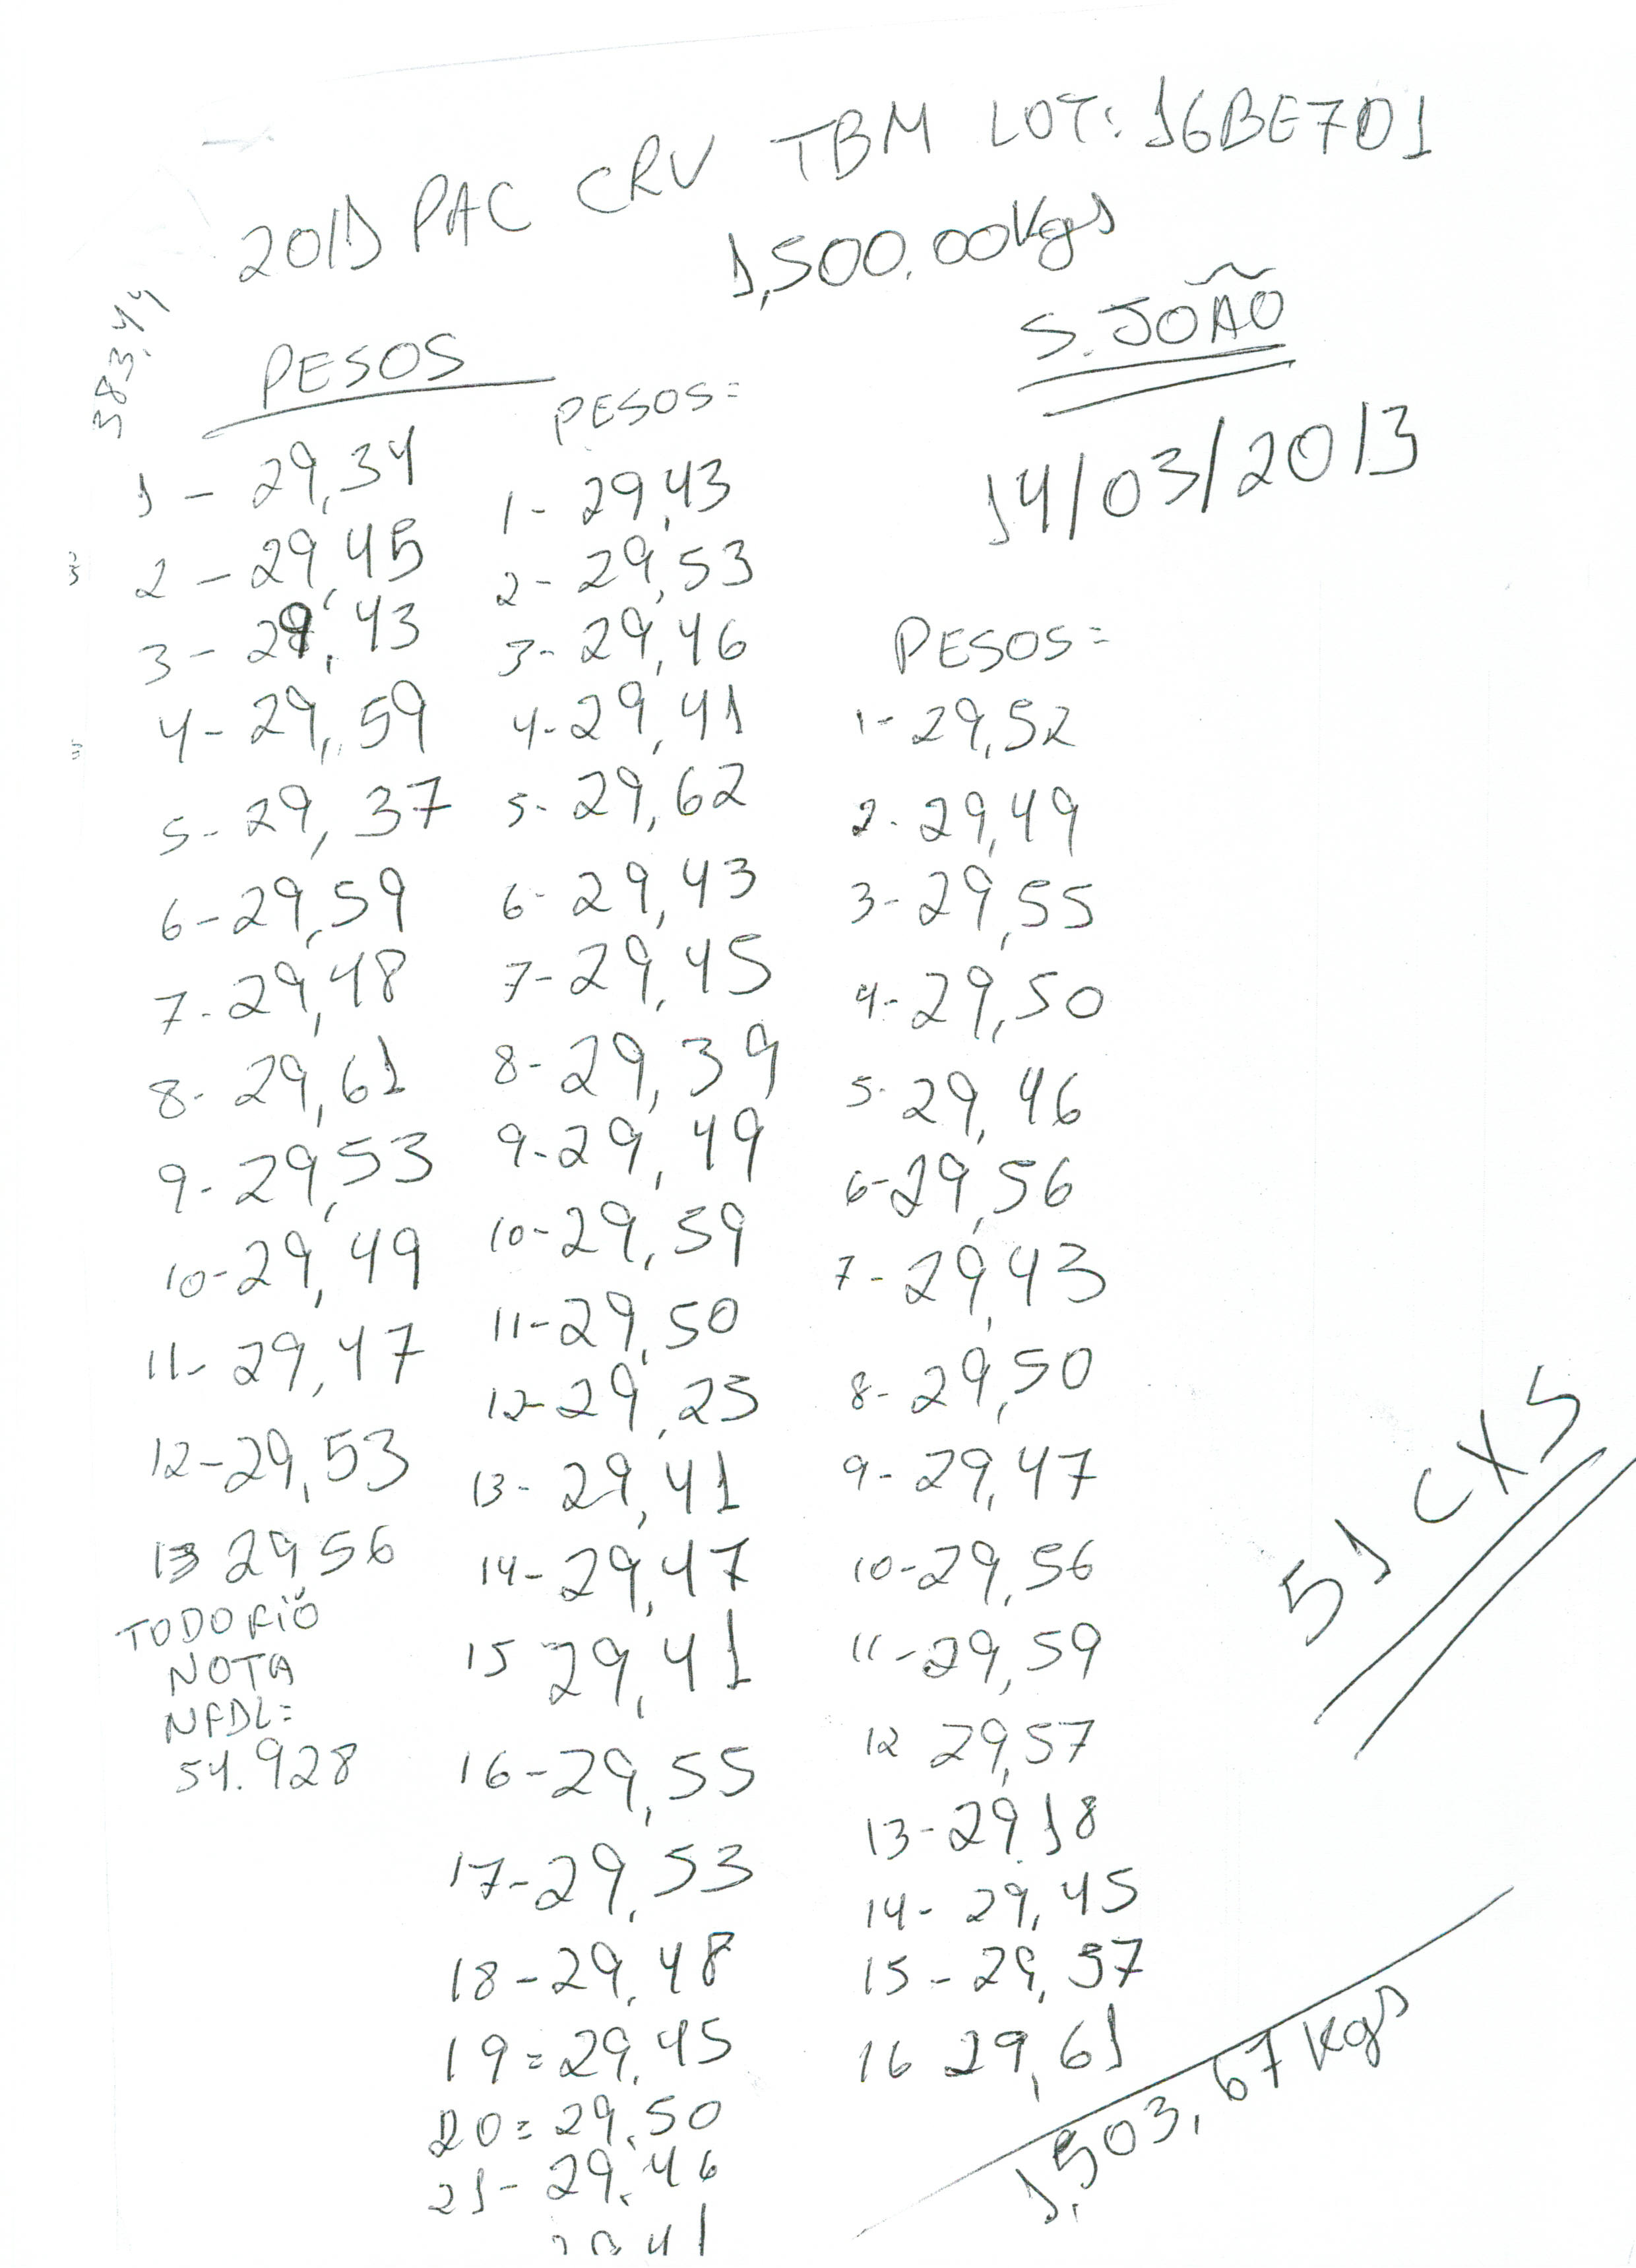 201D PAC CRV TBM LOT: 16BE7D1
1,500.00Kgs
S. JOÃO
14/03/2013
383,44
PESOS
1 - 29,34
2 - 29,45
3 - 29,43
4 - 29,59
5 - 29,37
6 - 29,59
7 - 29,48
8 - 29,61
9 - 29,53
10 - 29,49
11 - 29,47
12 - 29,53
13 29,56
TODO RIO
NOTA
NFDL=
54.928
PESOS=
1 - 29,43
2 - 29,53
3 - 29,46
4 - 29,41
5 - 29,62
6 - 29,43
7 - 29,45
8 - 29,39
9 - 29,49
10 - 29,59
11 - 29,50
12 - 29,25
13 - 29,41
14 - 29,47
15 29,41
16 - 29,55
17 - 29,53
18 - 29,48
19 = 29,45
20 = 29,50
21 - 29,46
PESOS=
1 - 29,52
2 - 29,49
3 - 29,55
4 - 29,50
5 - 29,46
6 - 29,56
7 - 29,43
8 - 29,50
9 - 29,47
10 - 29,56
11 - 29,59
12 29,57
13 - 29,18
14 - 29,45
15 - 29,57
16 29,61
51 CXS
1,503,67 Kgs